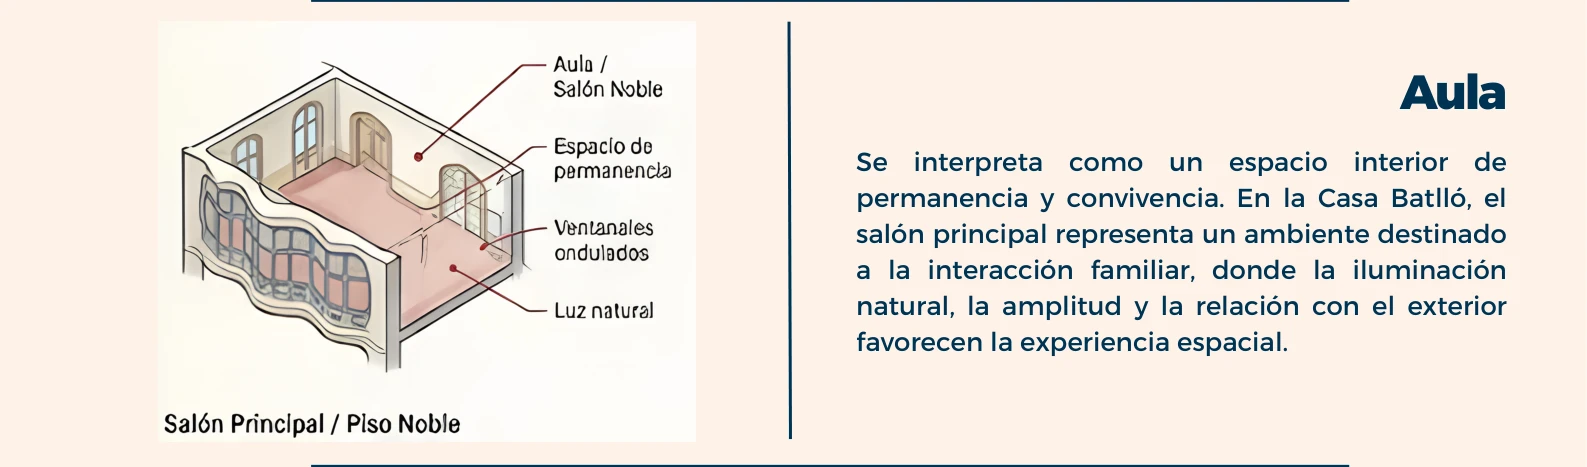 Aula /
Salón Noble
Espacio de
permanencia
Ventanales
ondulados
Luz natural
Salón Principal / Piso Noble
Aula
Se interpreta como un espacio interior de
permanencia y convivencia. En la Casa Batlló, el
salón principal representa un ambiente destinado
a la interacción familiar, donde la iluminación
natural, la amplitud y la relación con el exterior
favorecen la experiencia espacial.